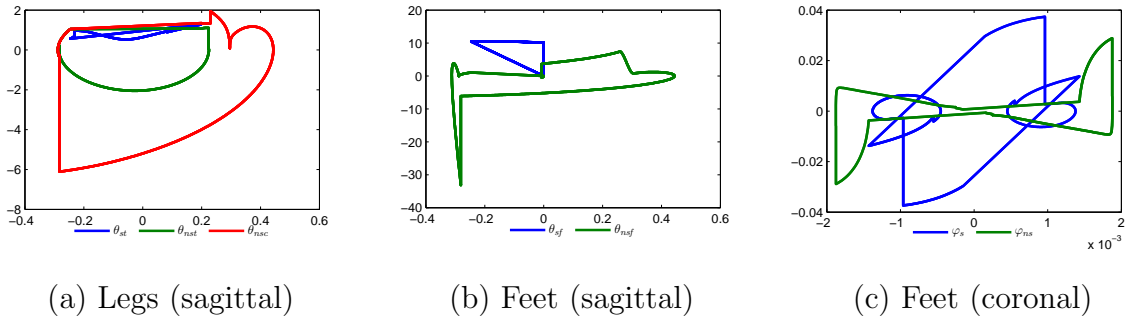 2
0
−2
−4
−6
−8
−0.4 −0.2 0 0.2 0.4 0.6
θst θnst θnsc
(a) Legs (sagittal)
20
10
0
−10
−20
−30
−40
−0.4 −0.2 0 0.2 0.4 0.6
θsf θnsf
(b) Feet (sagittal)
0.04
0.02
0
−0.02
−0.04
−2 −1 0 1 2
x 10⁻³
φs φns
(c) Feet (coronal)